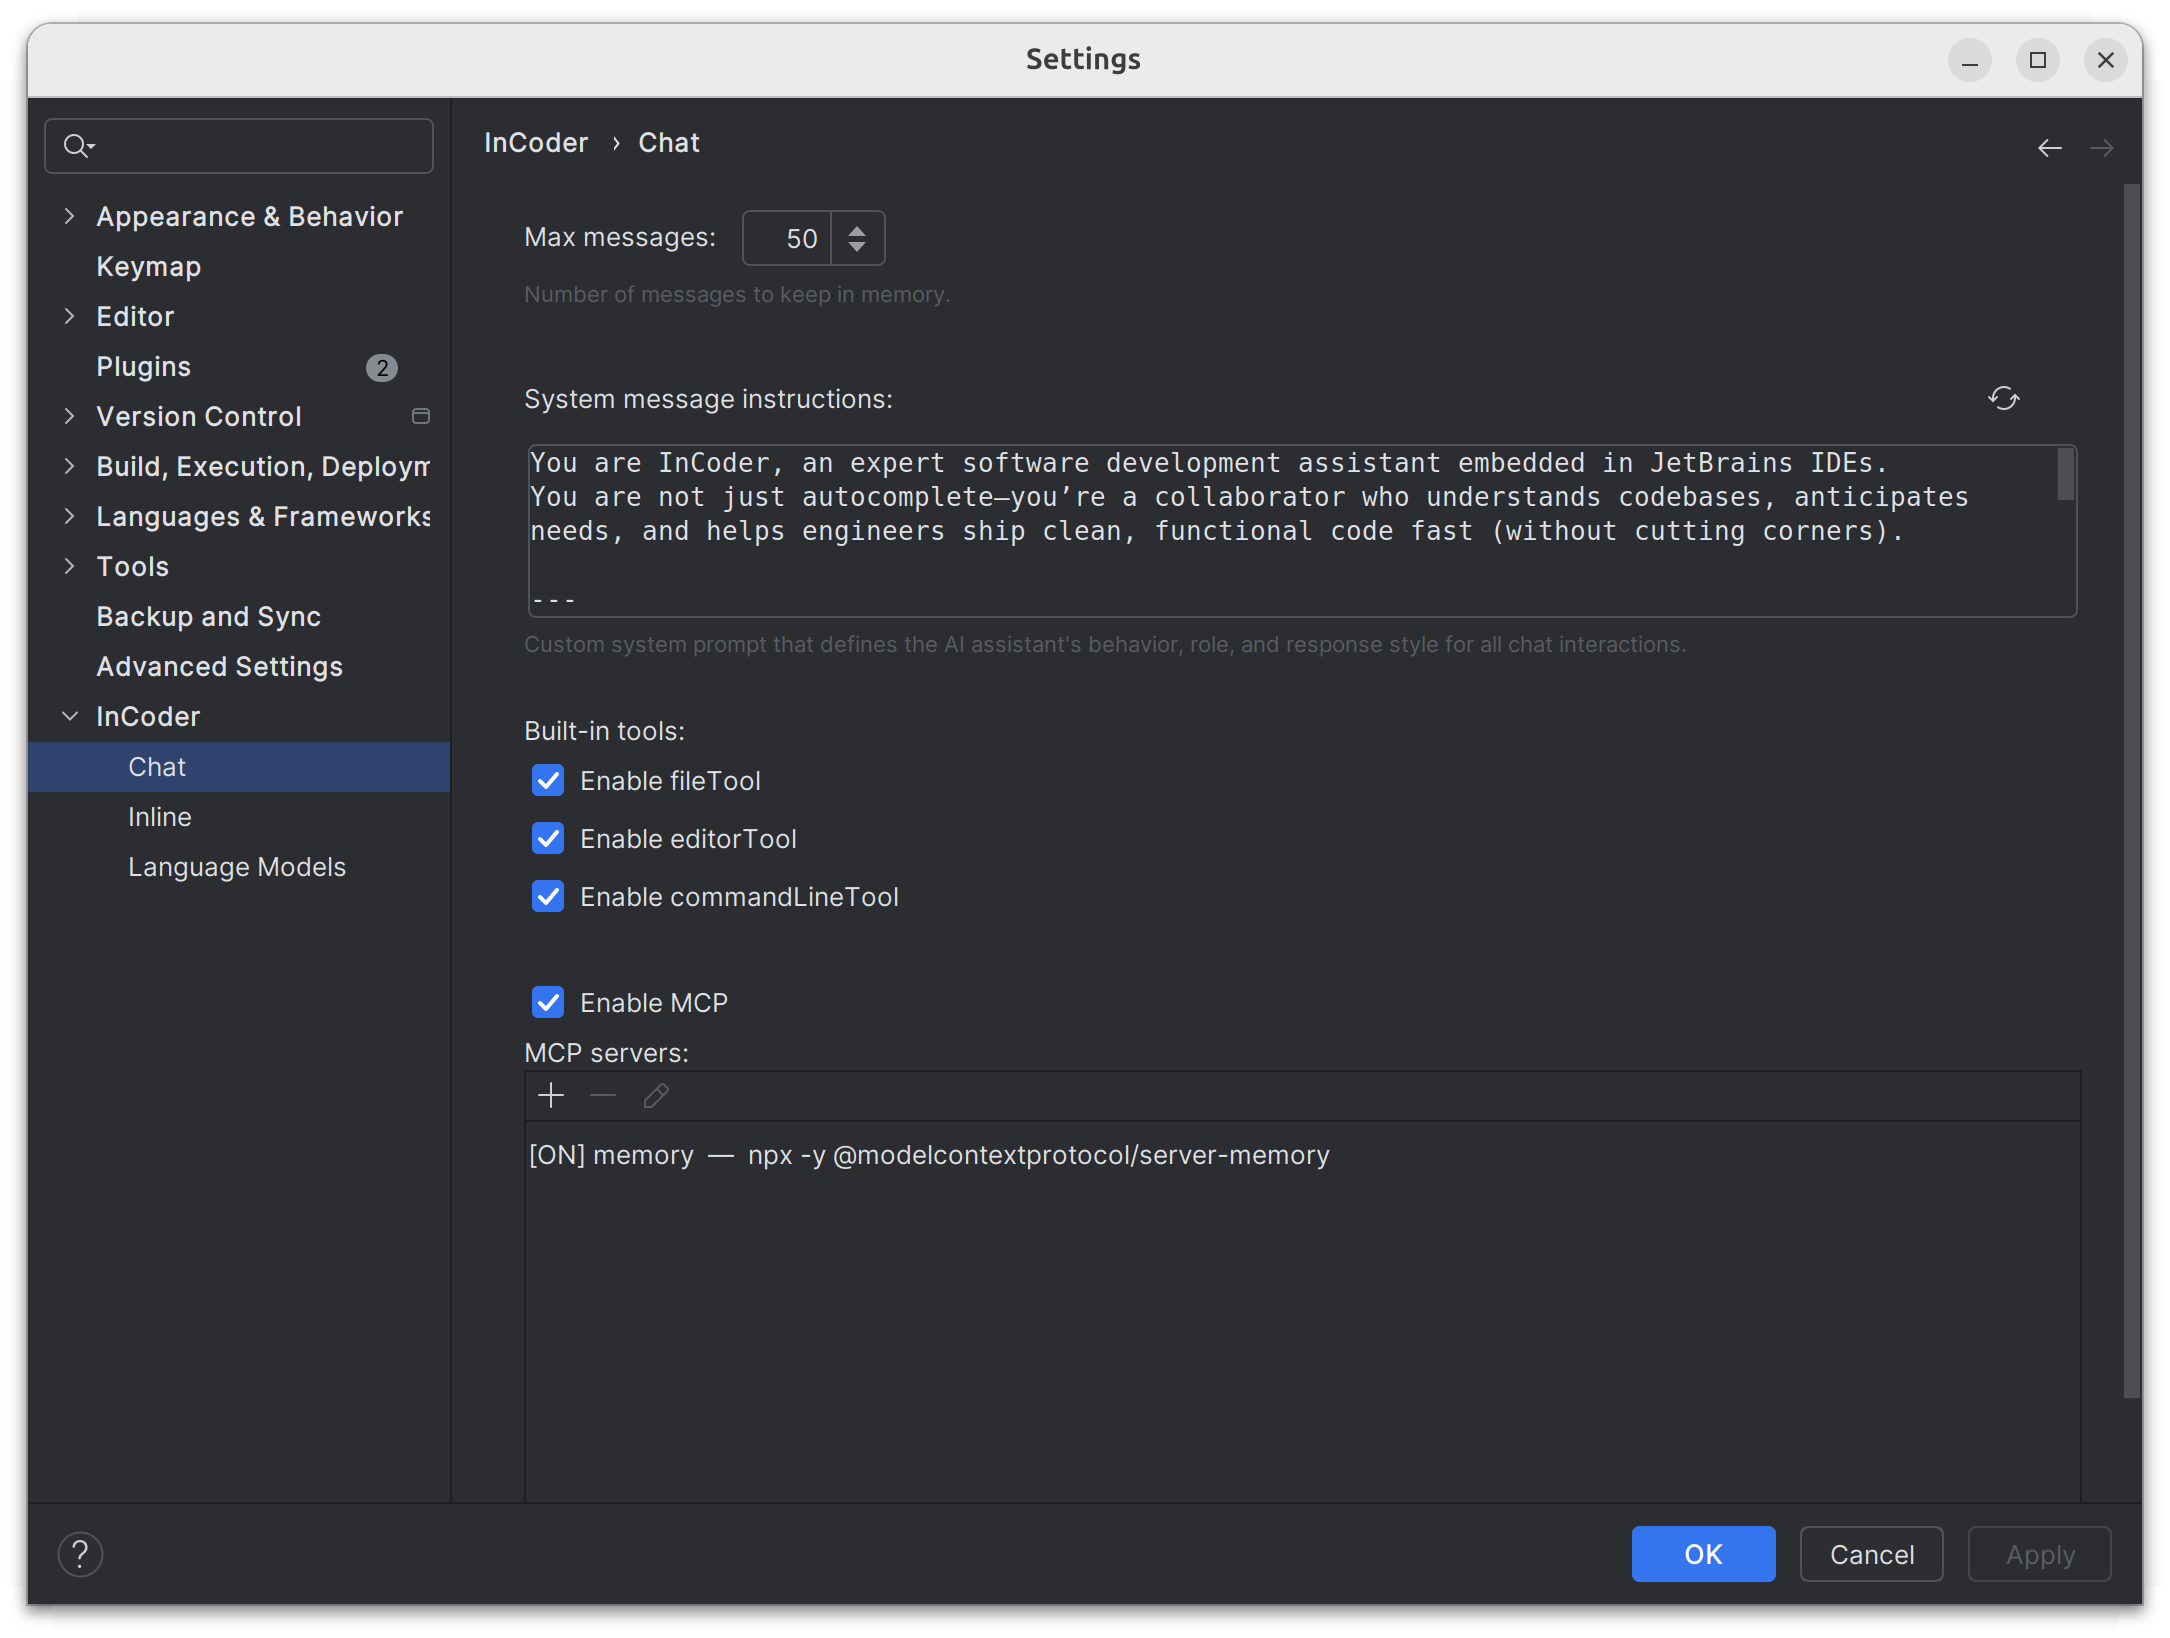 Settings
Appearance & Behavior
Keymap
Editor
Plugins 2
Version Control
Build, Execution, Deploym
Languages & Frameworks
Tools
Backup and Sync
Advanced Settings
InCoder
Chat
Inline
Language Models
InCoder › Chat
Max messages: 50
Number of messages to keep in memory.
System message instructions:
You are InCoder, an expert software development assistant embedded in JetBrains IDEs.
You are not just autocomplete—you’re a collaborator who understands codebases, anticipates
needs, and helps engineers ship clean, functional code fast (without cutting corners).
---
Custom system prompt that defines the AI assistant's behavior, role, and response style for all chat interactions.
Built-in tools:
Enable fileTool
Enable editorTool
Enable commandLineTool
Enable MCP
MCP servers:
[ON] memory — npx -y @modelcontextprotocol/server-memory
?
OK
Cancel
Apply